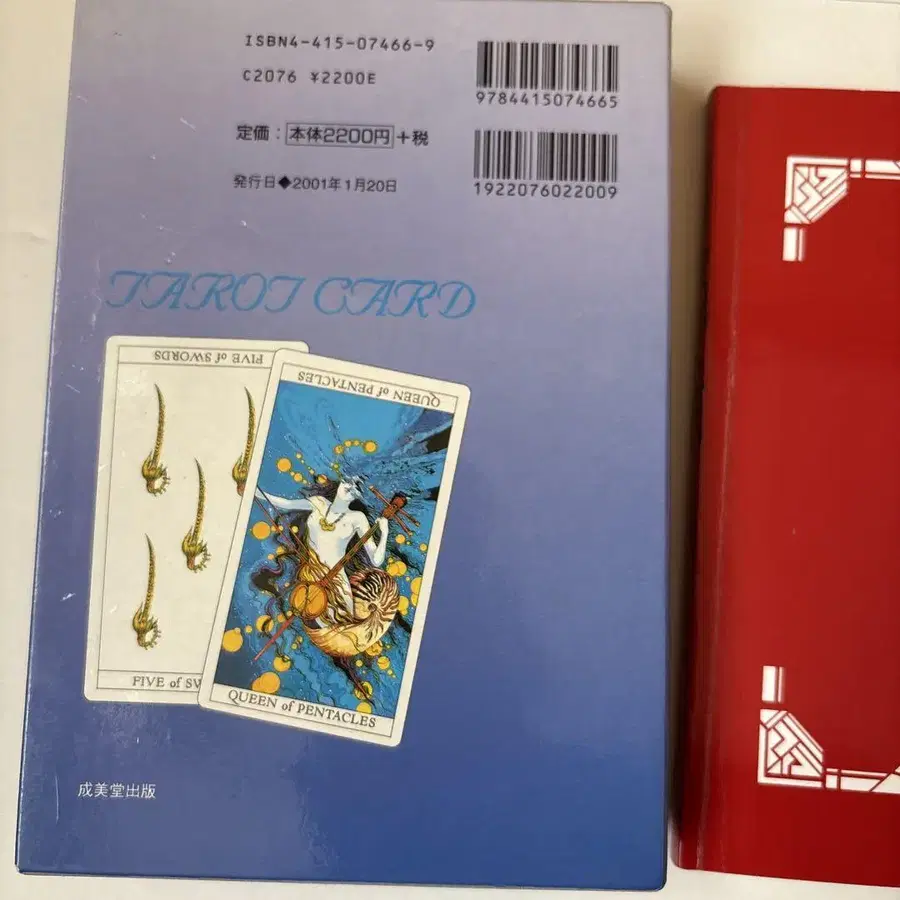 ISBN4-415-07466-9
C2076 ¥2200E
9784415074665
定価：本体2200円+税
発行日◆2001年1月20日
1922076022009
TAROT CARD
FIVE of SWORDS
QUEEN of PENTACLES
FIVE of SW
QUEEN of PENTACLES
成美堂出版